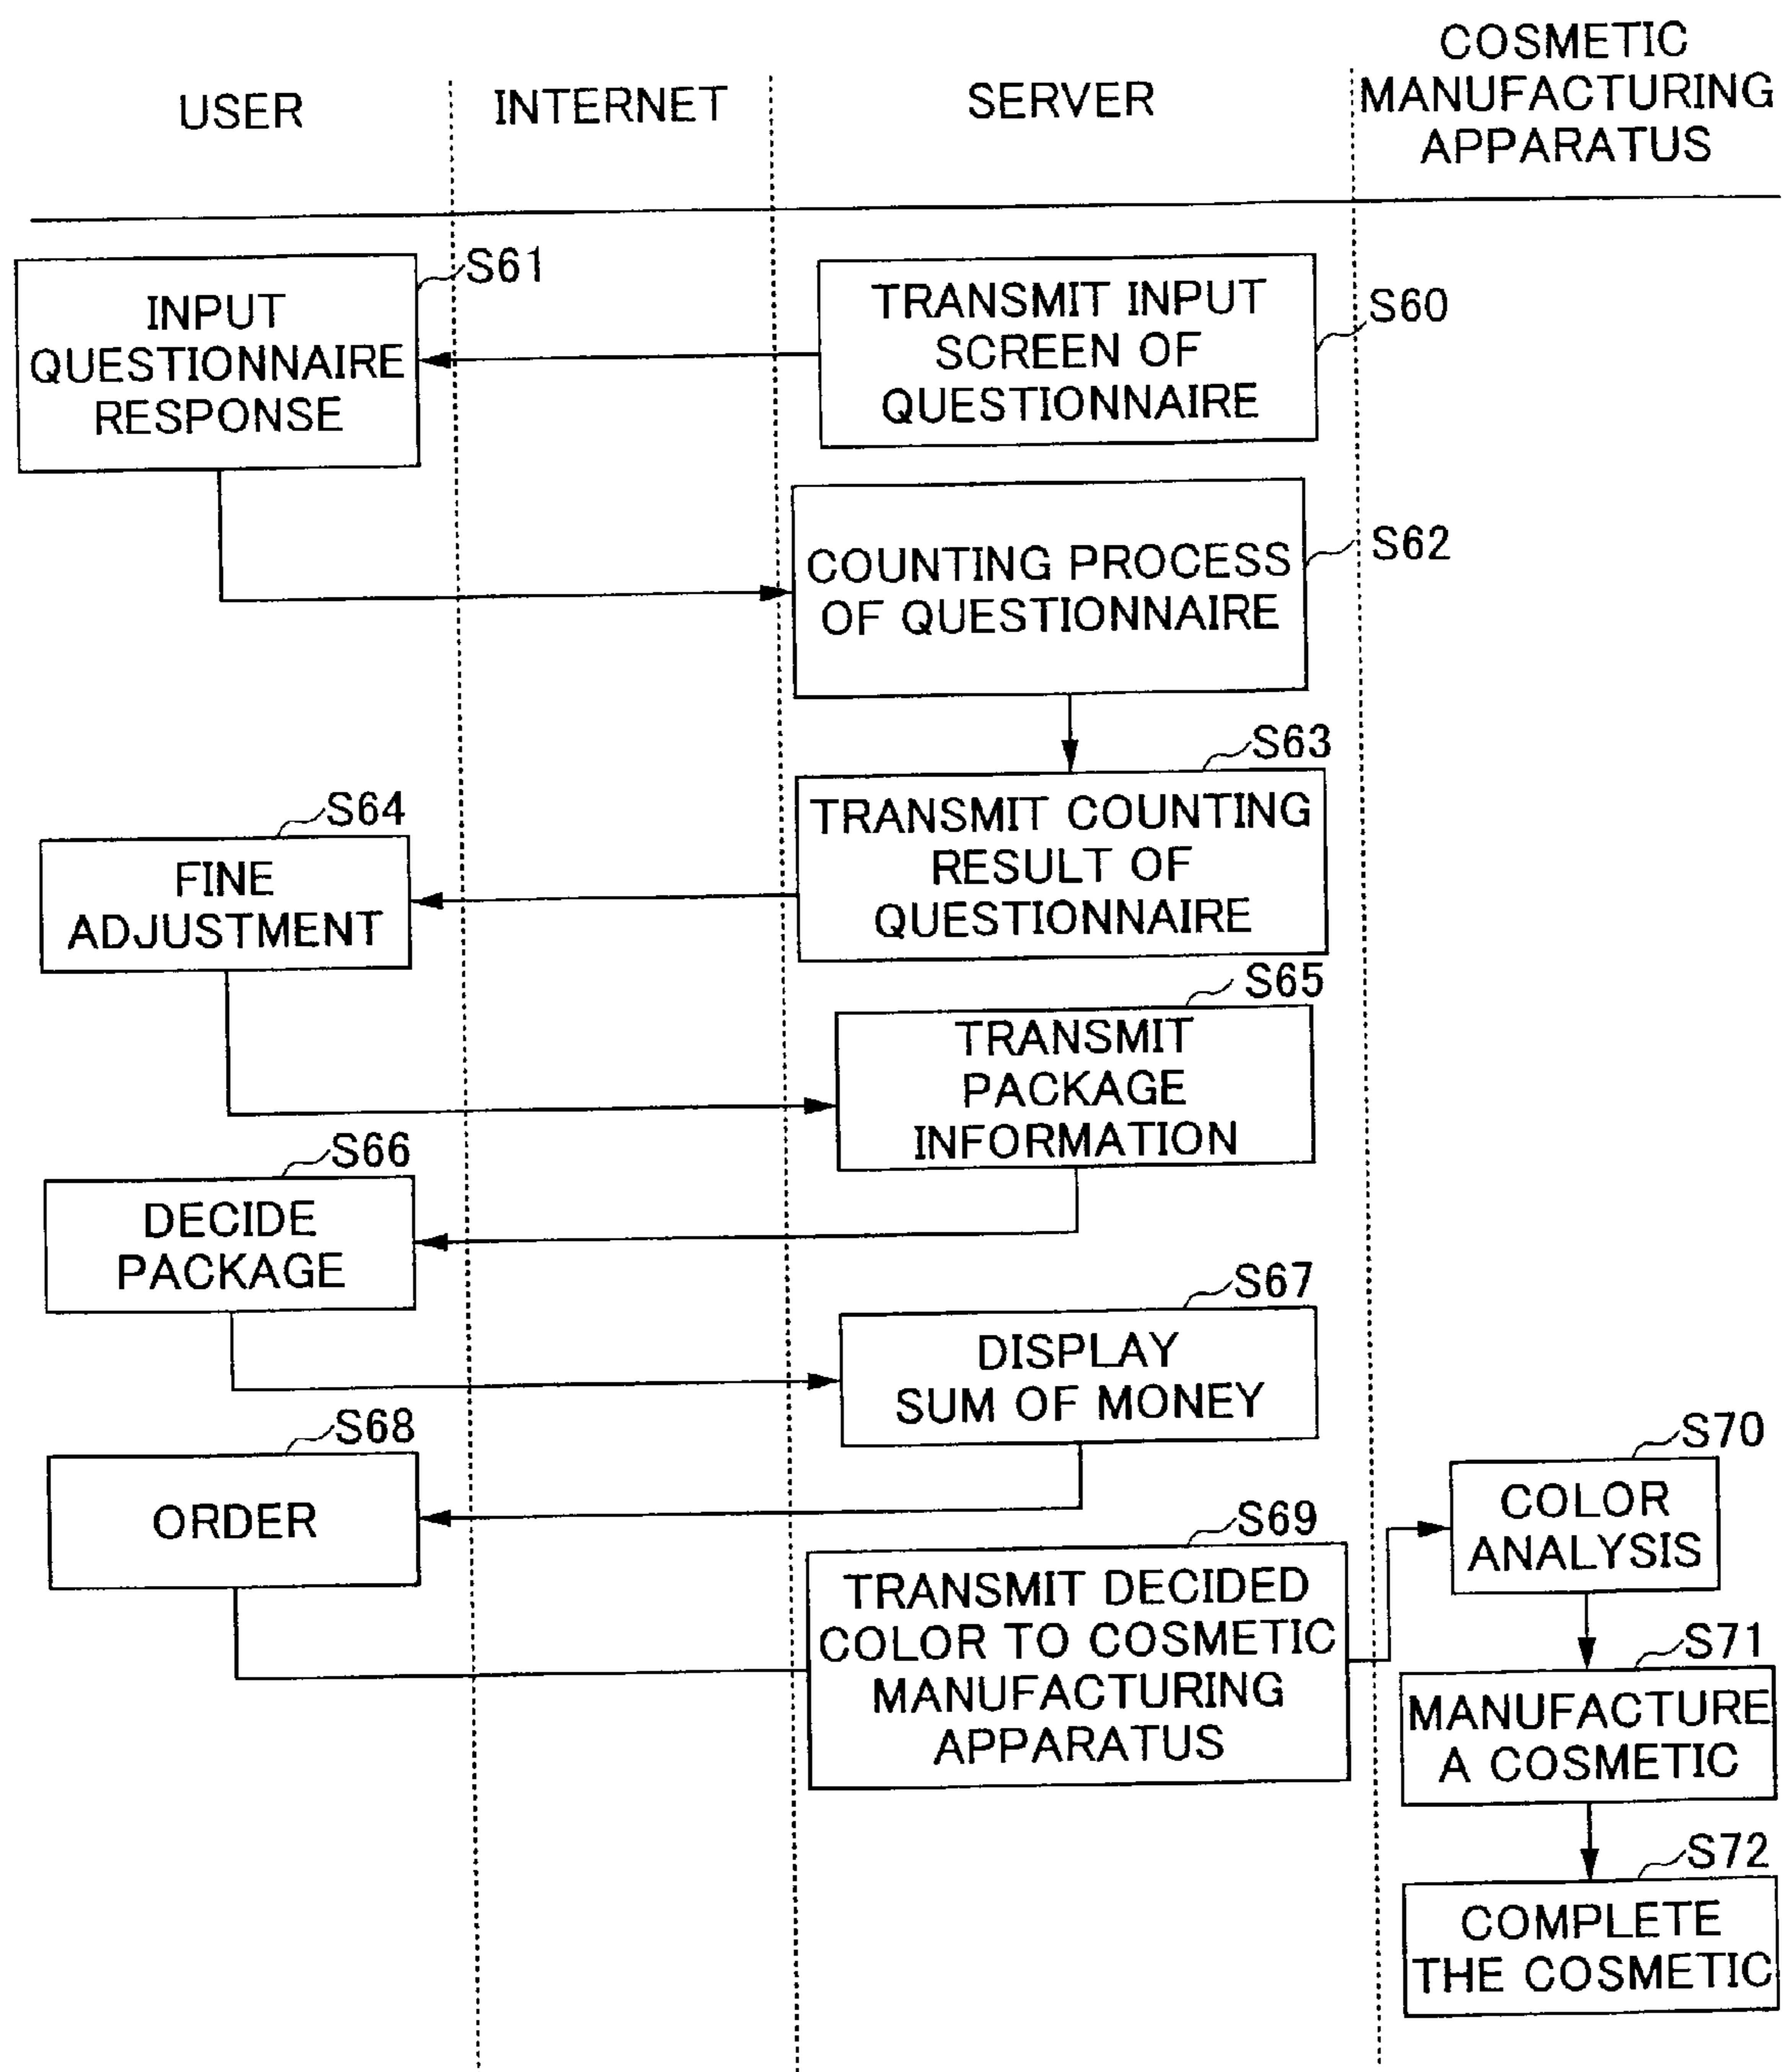 USER
INTERNET
SERVER
COSMETIC
MANUFACTURING
APPARATUS
S61
INPUT
QUESTIONNAIRE
RESPONSE
S60
TRANSMIT INPUT
SCREEN OF
QUESTIONNAIRE
S62
COUNTING PROCESS
OF QUESTIONNAIRE
S63
TRANSMIT COUNTING
RESULT OF
QUESTIONNAIRE
S64
FINE
ADJUSTMENT
S65
TRANSMIT
PACKAGE
INFORMATION
S66
DECIDE
PACKAGE
S67
DISPLAY
SUM OF MONEY
S68
ORDER
S69
TRANSMIT DECIDED
COLOR TO COSMETIC
MANUFACTURING
APPARATUS
S70
COLOR
ANALYSIS
S71
MANUFACTURE
A COSMETIC
S72
COMPLETE
THE COSMETIC